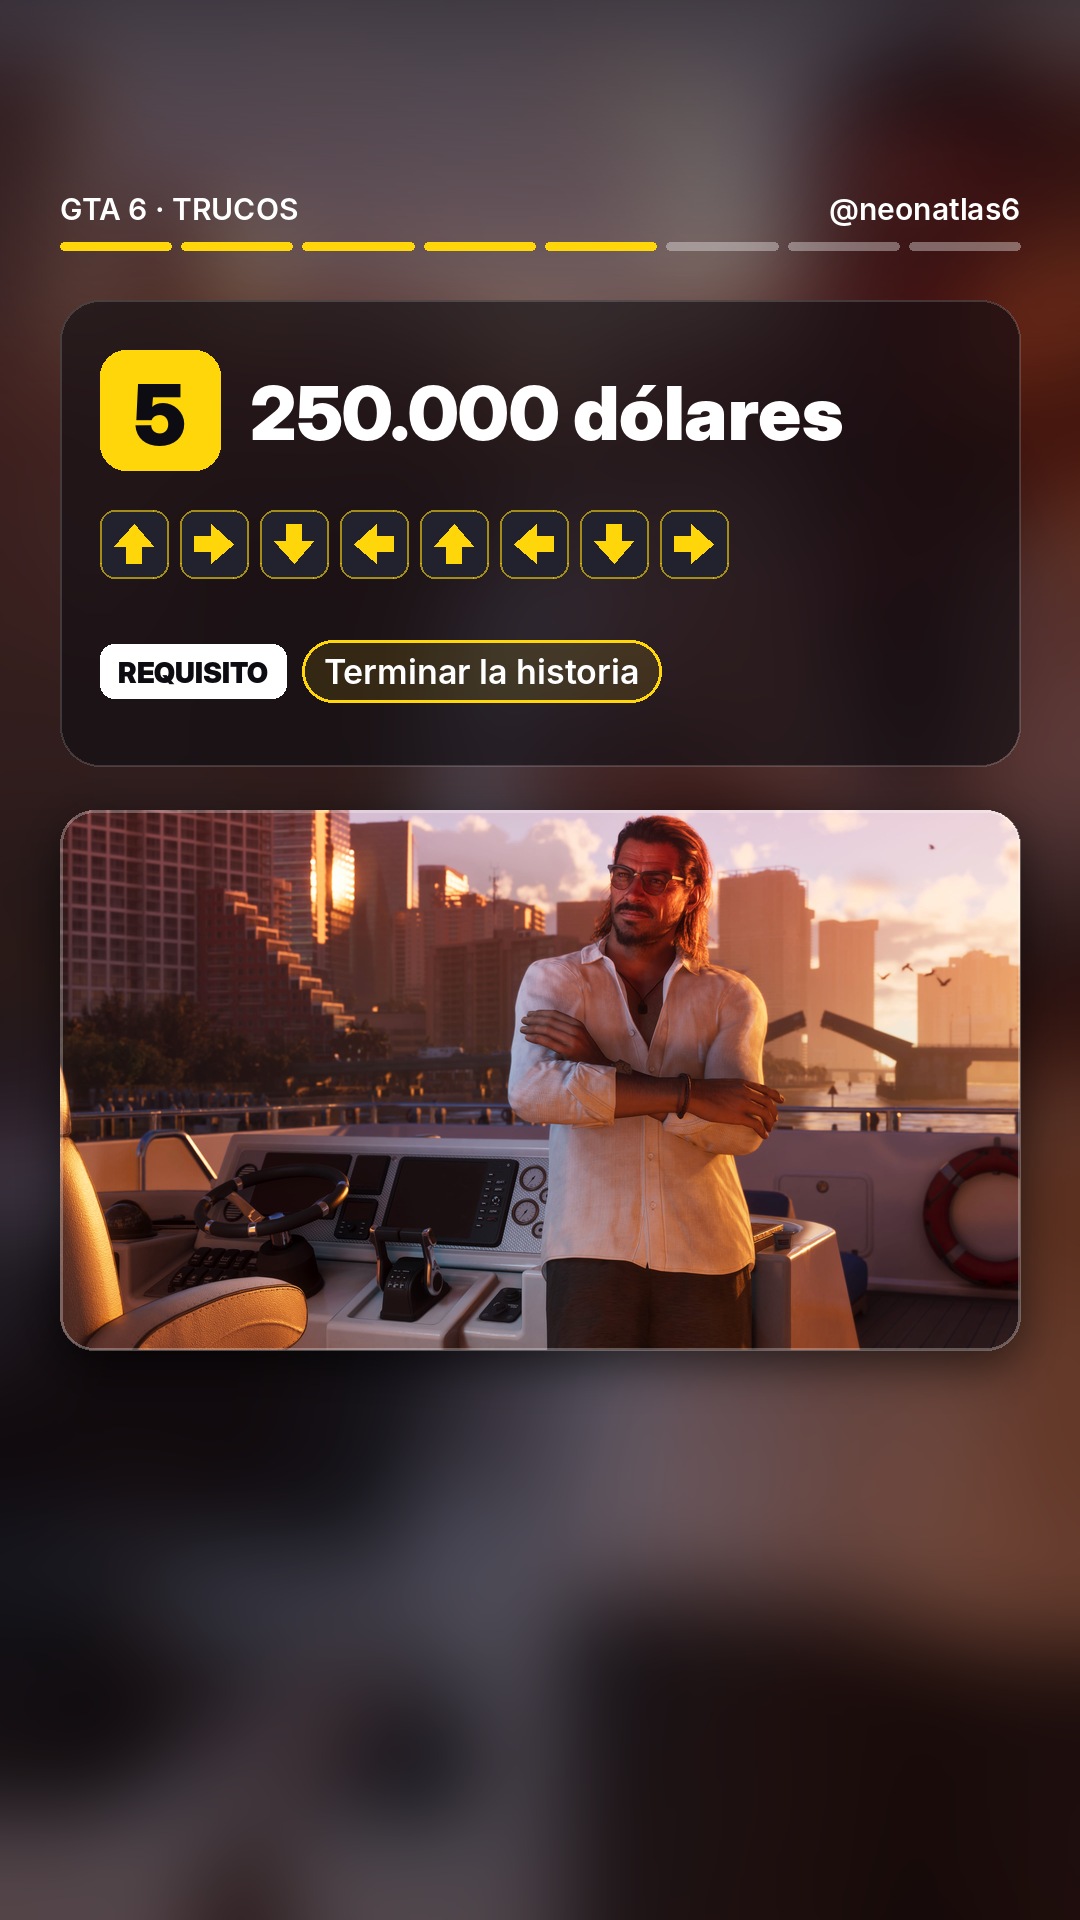 GTA 6 · TRUCOS
@neonatlas6
5
250.000 dólares
REQUISITO
Terminar la historia